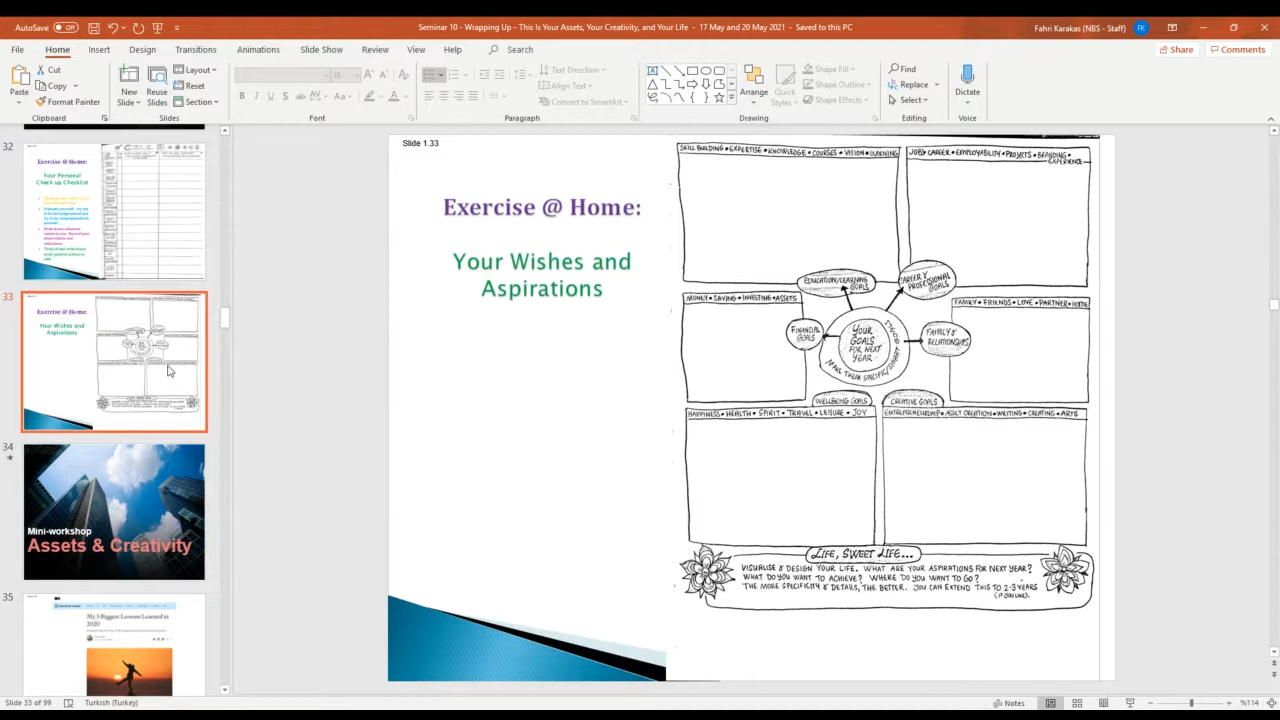 AutoSave
Off
Seminar 10 - Wrapping Up - This Is Your Assets, Your Creativity, and Your Life - 17 May and 20 May 2021 - Saved to this PC
Fahri Karakas (NBS - Staff)
FK
File
Home
Insert
Design
Transitions
Animations
Slide Show
Review
View
Help
Search
Share
Comments
Paste
Cut
Copy
Format Painter
Clipboard
New
Slide
Reuse
Slides
Layout
Reset
Section
Slides
Font
Text Direction
Align Text
Convert to SmartArt
Paragraph
Arrange
Quick
Styles
Shape Fill
Shape Outline
Shape Effects
Drawing
Find
Replace
Select
Editing
Dictate
Voice
32
Exercise @ Home:
Your Personal
Check up Checklist
33
Exercise @ Home:
Your Wishes and
Aspirations
34
Mini-workshop
Assets & Creativity
35
My 5 Biggest Lessons Learned in
2020
Slide 1.33
Exercise @ Home:
Your Wishes and
Aspirations
SKILL BUILDING • EXPERTISE • KNOWLEDGE • COURSES • VISION • LEARNING
JOBS • CAREER • EMPLOYABILITY • PROJECTS • BRANDING •
EXPERIENCE
EDUCATION/LEARNING
GOALS
CAREER &
PROFESSIONAL
GOALS
MONEY • SAVING • INVESTING • ASSETS
FAMILY • FRIENDS • LOVE • PARTNER • HOME
FINANCIAL
GOALS
YOUR
GOALS
FOR NEXT
YEAR
MAKE THEM SPECIFIC/SMART GOALS
FAMILY &
RELATIONSHIPS
WELLBEING GOALS
CREATIVE GOALS
HAPPINESS • HEALTH • SPIRIT • TRAVEL • LEISURE • JOY
ENTREPRENEURSHIP • ASSET CREATION • WRITING • CREATING • ARTS
LIFE, SWEET LIFE...
VISUALISE & DESIGN YOUR LIFE. WHAT ARE YOUR ASPIRATIONS FOR NEXT YEAR?
WHAT DO YOU WANT TO ACHIEVE? WHERE DO YOU WANT TO GO?
THE MORE SPECIFICITY & DETAILS, THE BETTER. YOU CAN EXTEND THIS TO 2-3 YEARS
(IF YOU LIKE).
Slide 33 of 99
Turkish (Turkey)
Notes
%114